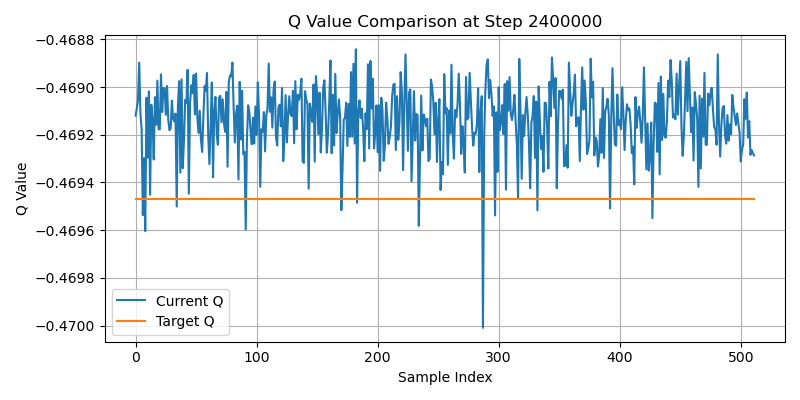 Q Value Comparison at Step 2400000
Q Value
−0.4688
−0.4690
−0.4692
−0.4694
−0.4696
−0.4698
−0.4700
Current Q
Target Q
0 100 200 300 400 500
Sample Index